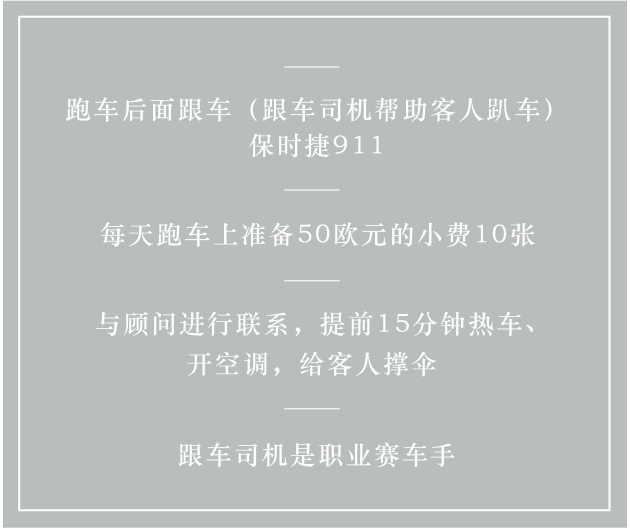 跑车后面跟车（跟车司机帮助客人趴车）
保时捷911
每天跑车上准备50欧元的小费10张
与顾问进行联系，提前15分钟热车、
开空调，给客人撑伞
跟车司机是职业赛车手